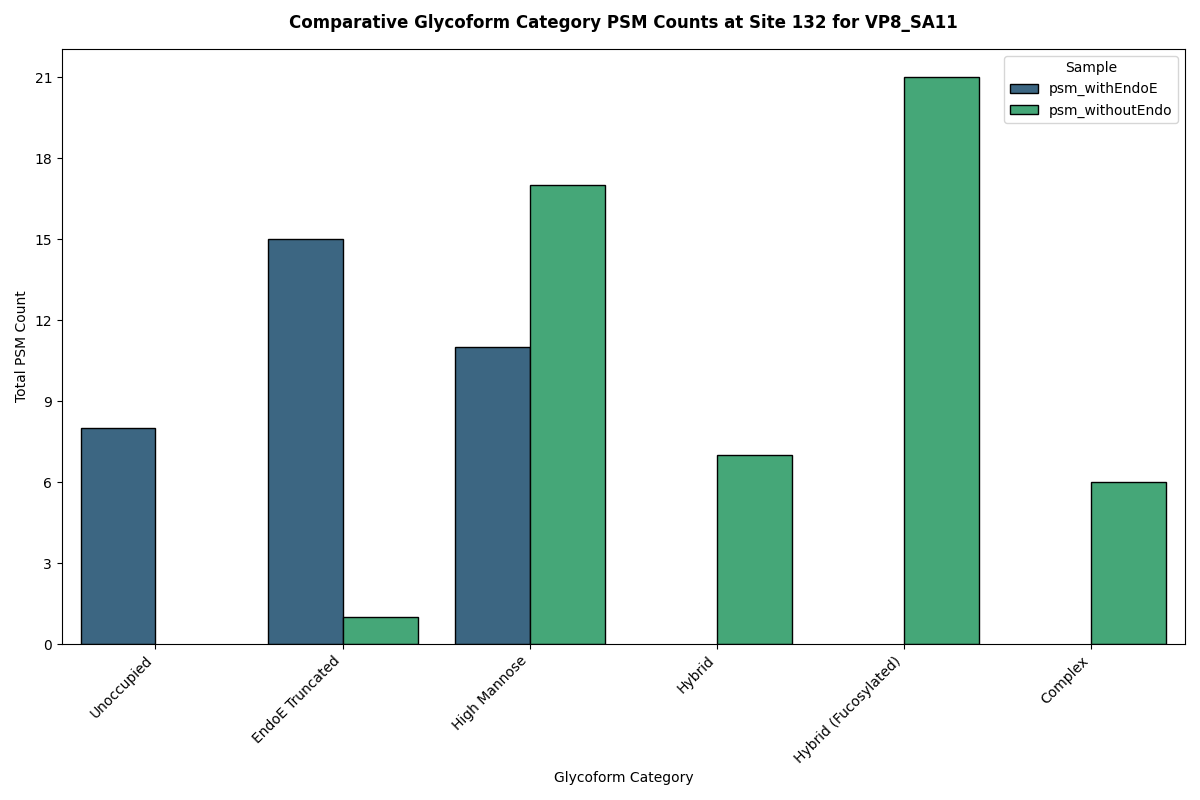 Comparative Glycoform Category PSM Counts at Site 132 for VP8_SA11
Sample
psm_withEndoE
psm_withoutEndo
Total PSM Count
21
18
15
12
9
6
3
0
Unoccupied
EndoE Truncated
High Mannose
Hybrid
Hybrid (Fucosylated)
Complex
Glycoform Category